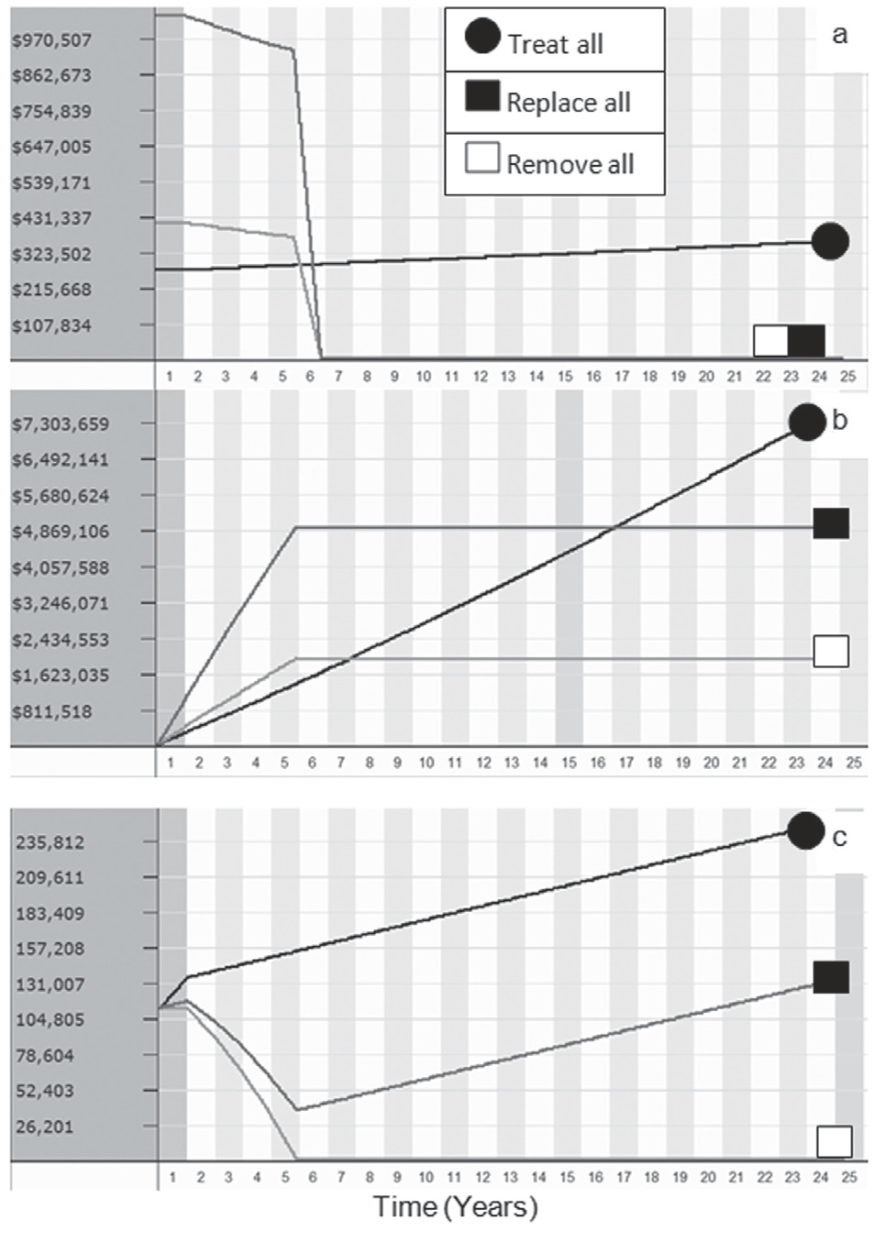 a
$970,507
$862,673
$754,839
$647,005
$539,171
$431,337
$323,502
$215,668
$107,834
Treat all
Replace all
Remove all
1 2 3 4 5 6 7 8 9 10 11 12 13 14 15 16 17 18 19 20 21 22 23 24 25
b
$7,303,659
$6,492,141
$5,680,624
$4,869,106
$4,057,588
$3,246,071
$2,434,553
$1,623,035
$811,518
1 2 3 4 5 6 7 8 9 10 11 12 13 14 15 16 17 18 19 20 21 22 23 24 25
c
235,812
209,611
183,409
157,208
131,007
104,805
78,604
52,403
26,201
1 2 3 4 5 6 7 8 9 10 11 12 13 14 15 16 17 18 19 20 21 22 23 24 25
Time (Years)